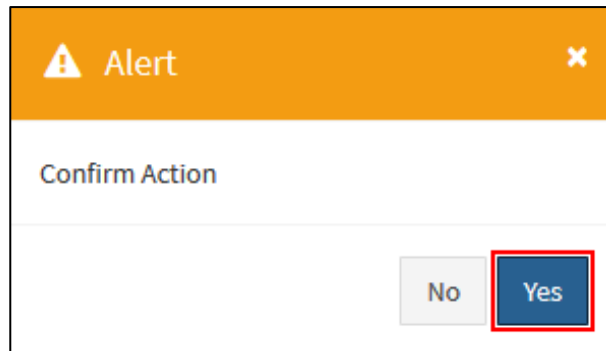 Alert
Confirm Action
No
Yes